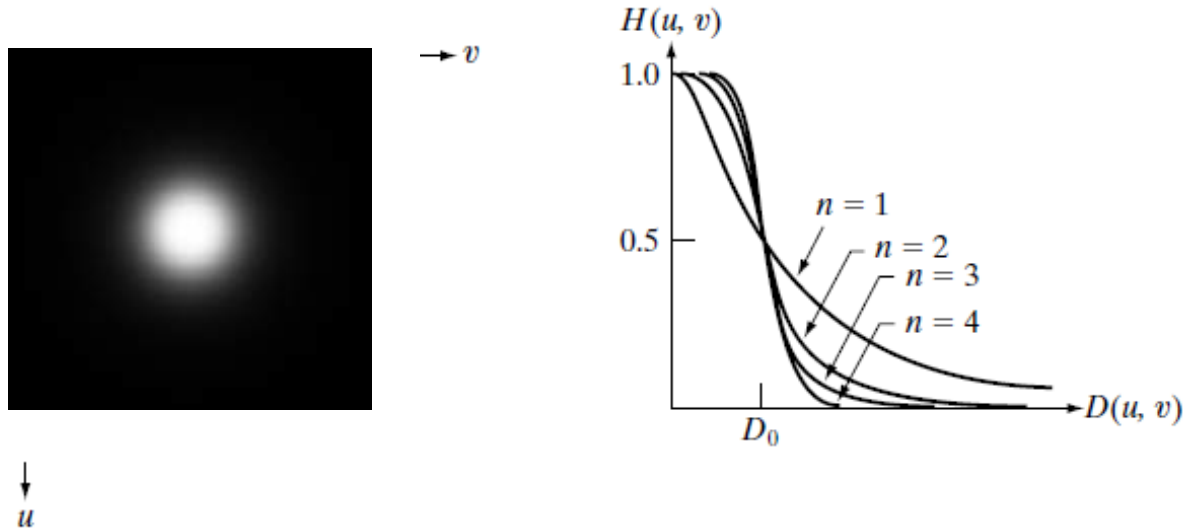 v
u
H(u, v)
1.0
0.5
n = 1
n = 2
n = 3
n = 4
D₀
D(u, v)